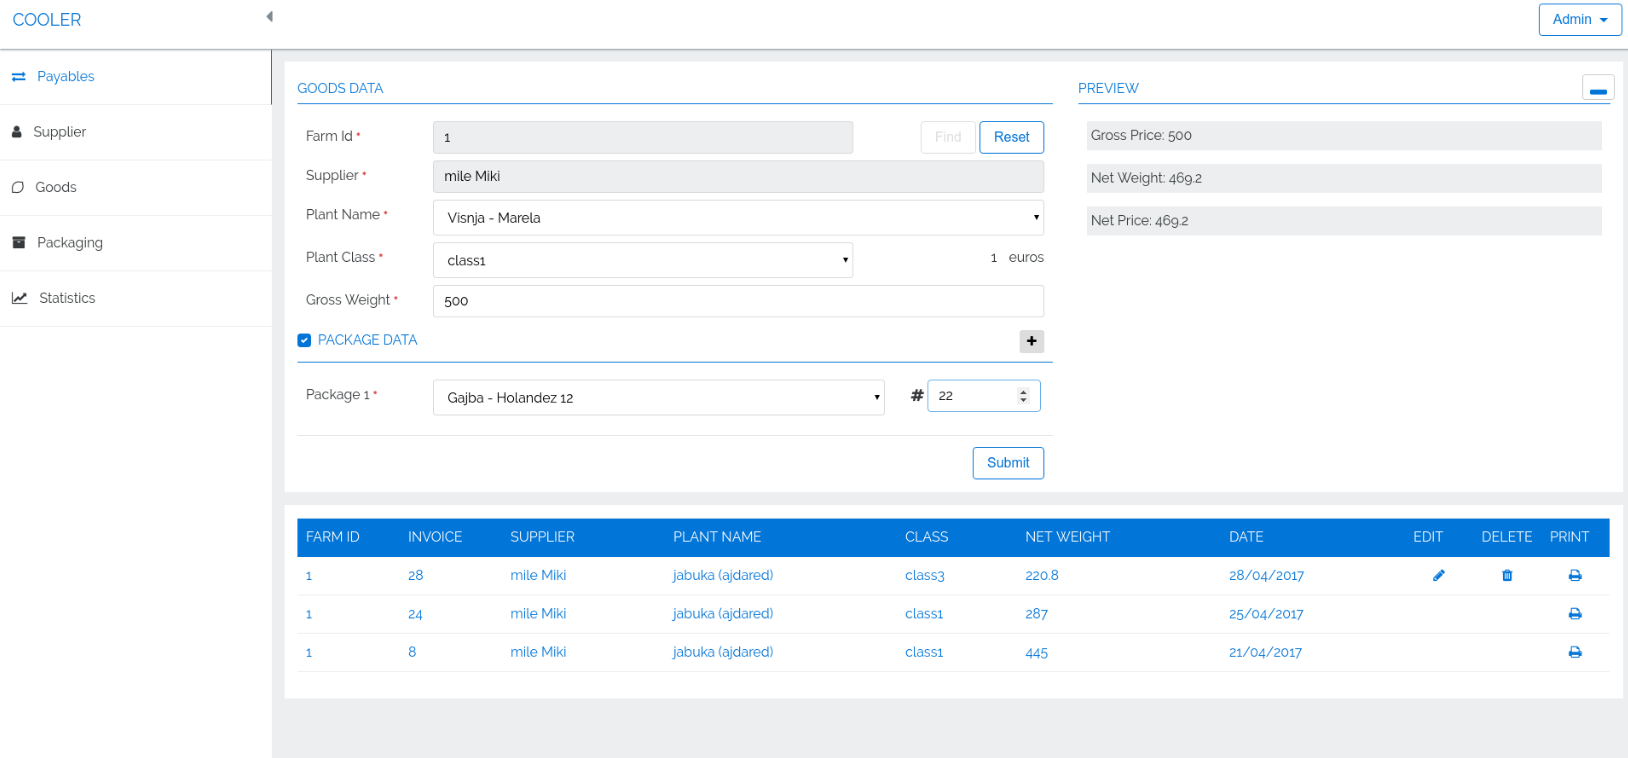 COOLER
Admin
Payables
Supplier
Goods
Packaging
Statistics
GOODS DATA
Farm Id *
1
Find
Reset
Supplier *
mile Miki
Plant Name *
Visnja - Marela
Plant Class *
class1
1 euros
Gross Weight *
500
PACKAGE DATA
+
Package 1 *
Gajba - Holandez 12
# 22
Submit
PREVIEW
Gross Price: 500
Net Weight: 469.2
Net Price: 469.2
FARM ID INVOICE SUPPLIER PLANT NAME CLASS NET WEIGHT DATE EDIT DELETE PRINT
1 28 mile Miki jabuka (ajdared) class3 220.8 28/04/2017
1 24 mile Miki jabuka (ajdared) class1 287 25/04/2017
1 8 mile Miki jabuka (ajdared) class1 445 21/04/2017